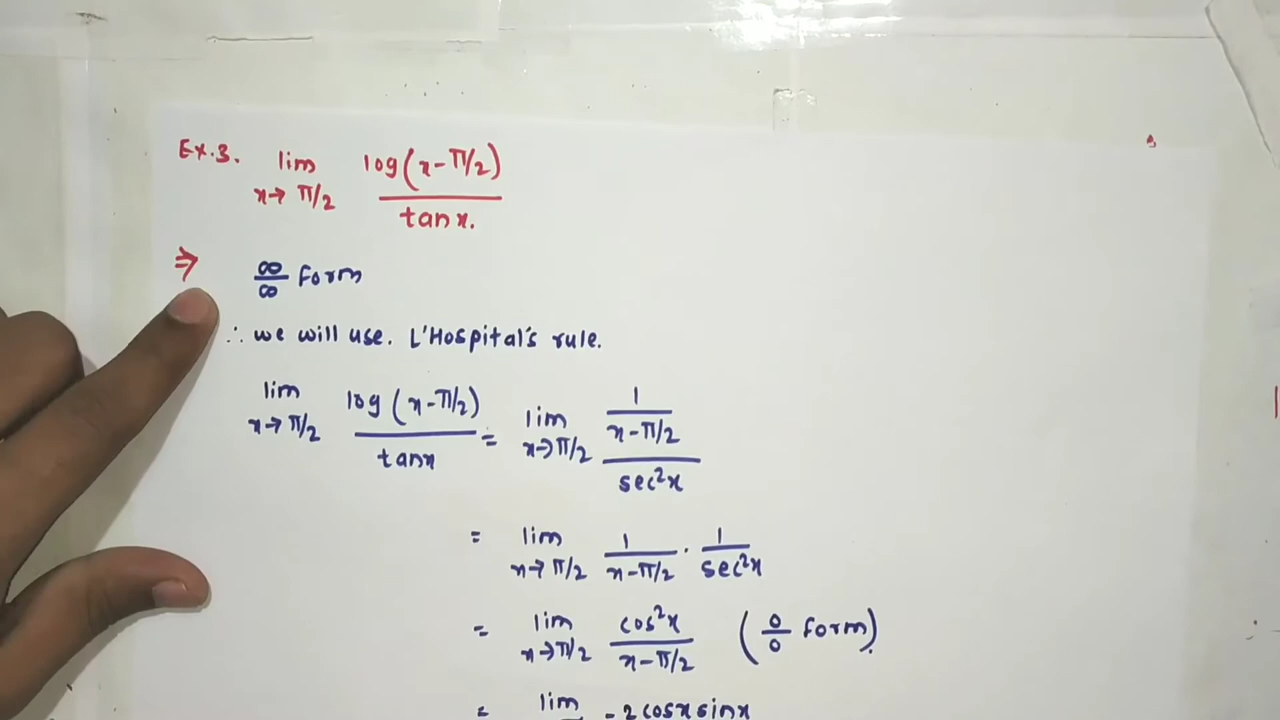 Ex.3. lim x→π/2 log(x-π/2)/tanx.
⇒ ∞/∞ Form
∴ we will use. L'Hospital's rule.
lim x→π/2 log(x-π/2)/tanx = lim x→π/2 (1/(x-π/2))/sec²x
= lim x→π/2 1/(x-π/2) · 1/sec²x
= lim x→π/2 cos²x/(x-π/2) (0/0 form).
= lim -2cosx sinx